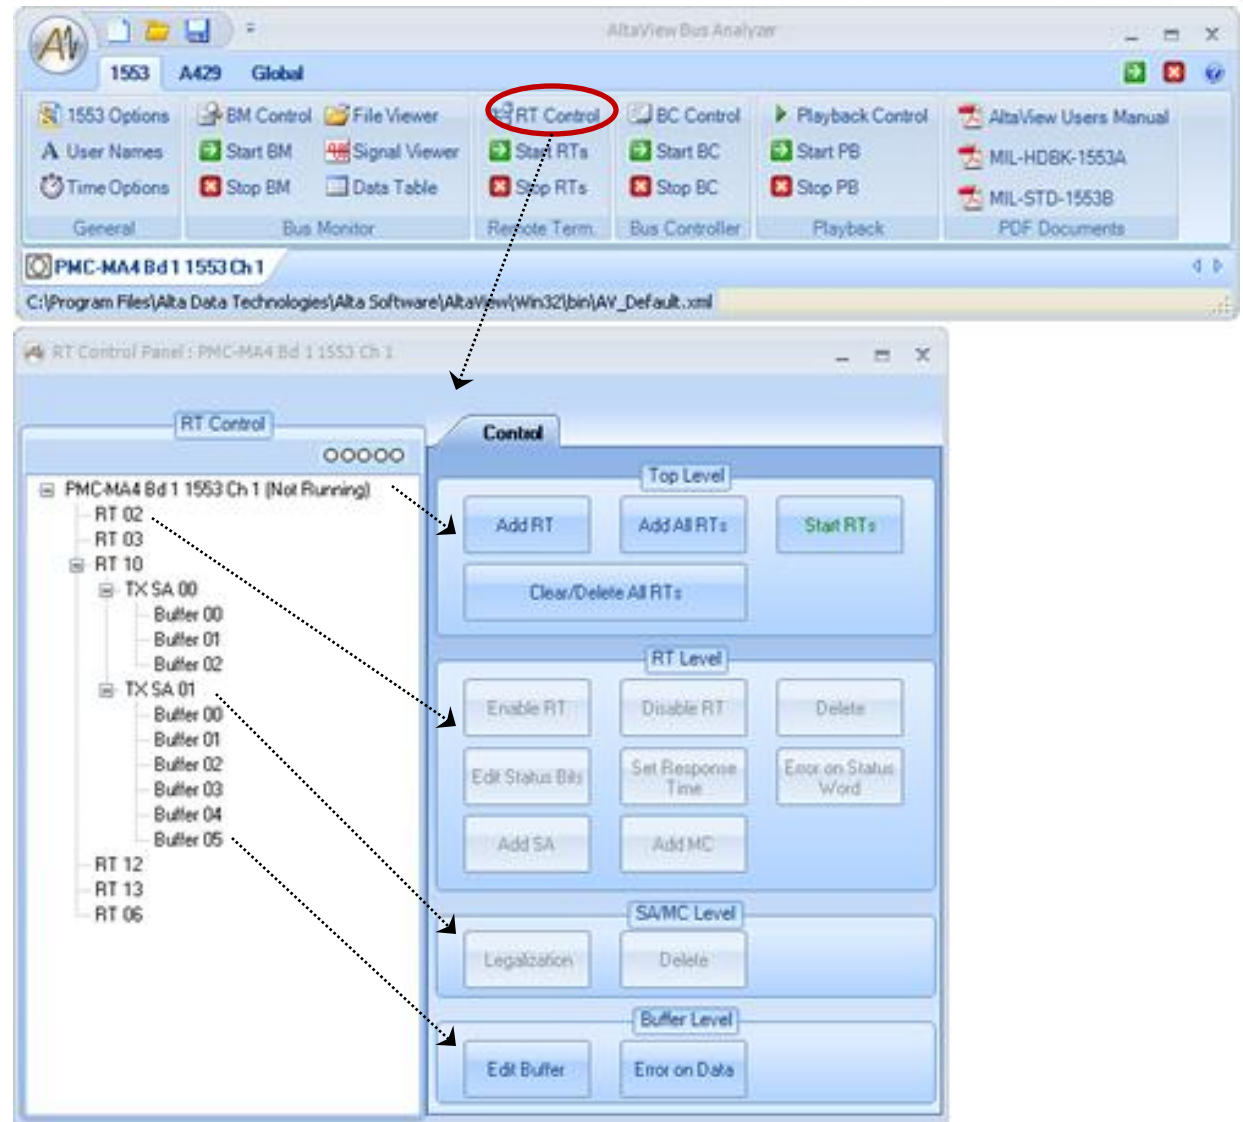 AltaView Bus Analyzer
1553 A429 Global
1553 Options BM Control File Viewer RT Control BC Control Playback Control AltaView Users Manual
User Names Start BM Signal Viewer Start RTs Start BC Start PB MIL-HDBK-1553A
Time Options Stop BM Data Table Stop RTs Stop BC Stop PB MIL-STD-1553B
General Bus Monitor Remote Term. Bus Controller Playback PDF Documents
PMC-MA4 Bd 1 1553 Ch 1
C:\Program Files\Alta Data Technologies\Alta Software\AltaView\Win32\bin\AV_Default.xml
RT Control Panel : PMC-MA4 Bd 1 1553 Ch 1
RT Control
Control
PMC-MA4 Bd 1 1553 Ch 1 (Not Running)
RT 02
RT 03
RT 10
TX SA 00
Buffer 00
Buffer 01
Buffer 02
TX SA 01
Buffer 00
Buffer 01
Buffer 02
Buffer 03
Buffer 04
Buffer 05
RT 12
RT 13
RT 06
Top Level
Add RT Add All RTs Start RTs
Clear/Delete All RTs
RT Level
Enable RT Disable RT Delete
Edit Status Bits Set Response Time Error on Status Word
Add SA Add MC
SA/MC Level
Legalization Delete
Buffer Level
Edit Buffer Error on Data